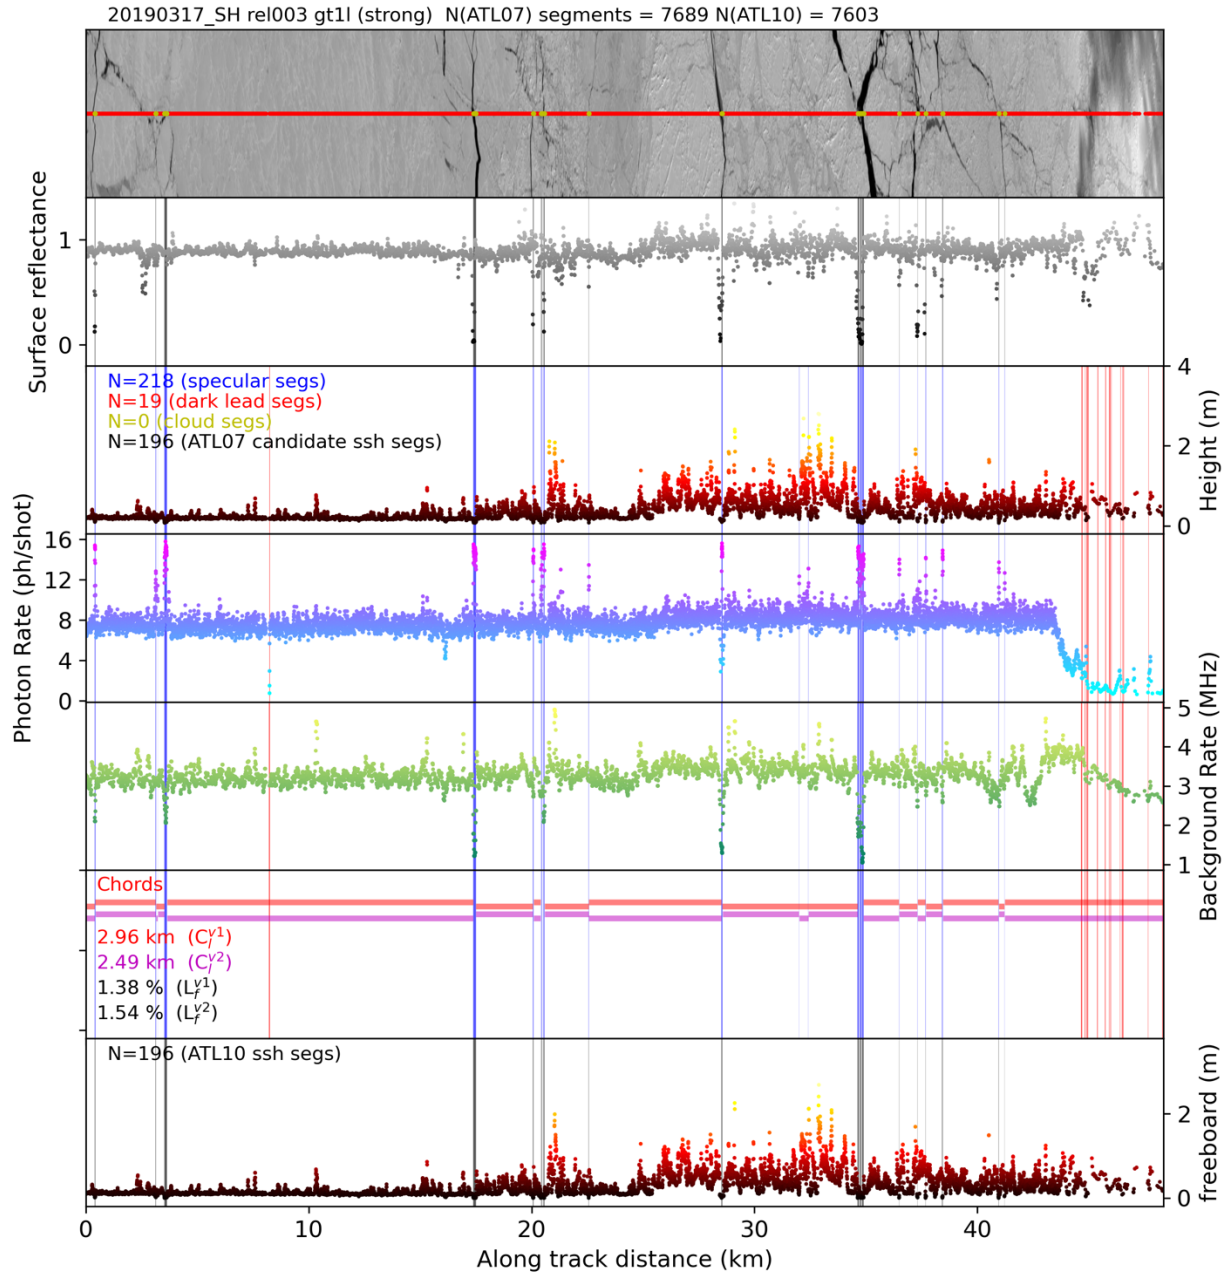 20190317_SH rel003 gt1l (strong)  N(ATL07) segments = 7689 N(ATL10) = 7603
Surface reflectance
1
0
N=218 (specular segs)
N=19 (dark lead segs)
N=0 (cloud segs)
N=196 (ATL07 candidate ssh segs)
4
2
0
Height (m)
Photon Rate (ph/shot)
16
12
8
4
0
5
4
3
2
1
Background Rate (MHz)
Chords
2.96 km  (C_l^{v1})
2.49 km  (C_l^{v2})
1.38 %  (L_f^{v1})
1.54 %  (L_f^{v2})
N=196 (ATL10 ssh segs)
2
0
freeboard (m)
0 10 20 30 40
Along track distance (km)